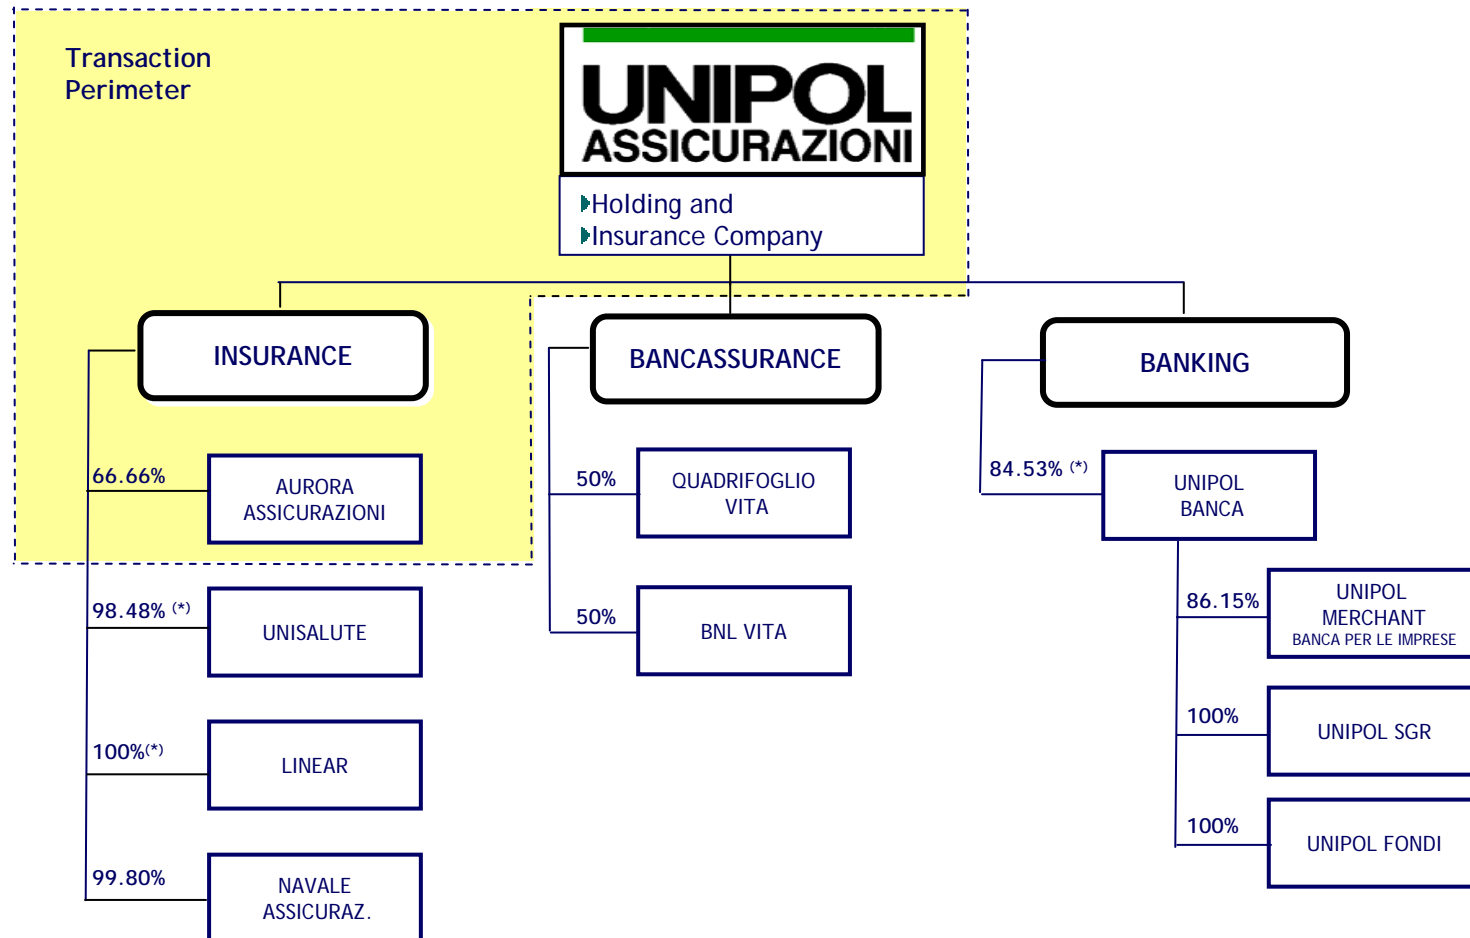 Transaction
Perimeter
UNIPOL
ASSICURAZIONI
Holding and
Insurance Company
INSURANCE
BANCASSURANCE
BANKING
66.66%
AURORA
ASSICURAZIONI
98.48% (*)
UNISALUTE
100%(*)
LINEAR
99.80%
NAVALE
ASSICURAZ.
50%
QUADRIFOGLIO
VITA
50%
BNL VITA
84.53% (*)
UNIPOL
BANCA
86.15%
UNIPOL
MERCHANT
BANCA PER LE IMPRESE
100%
UNIPOL SGR
100%
UNIPOL FONDI